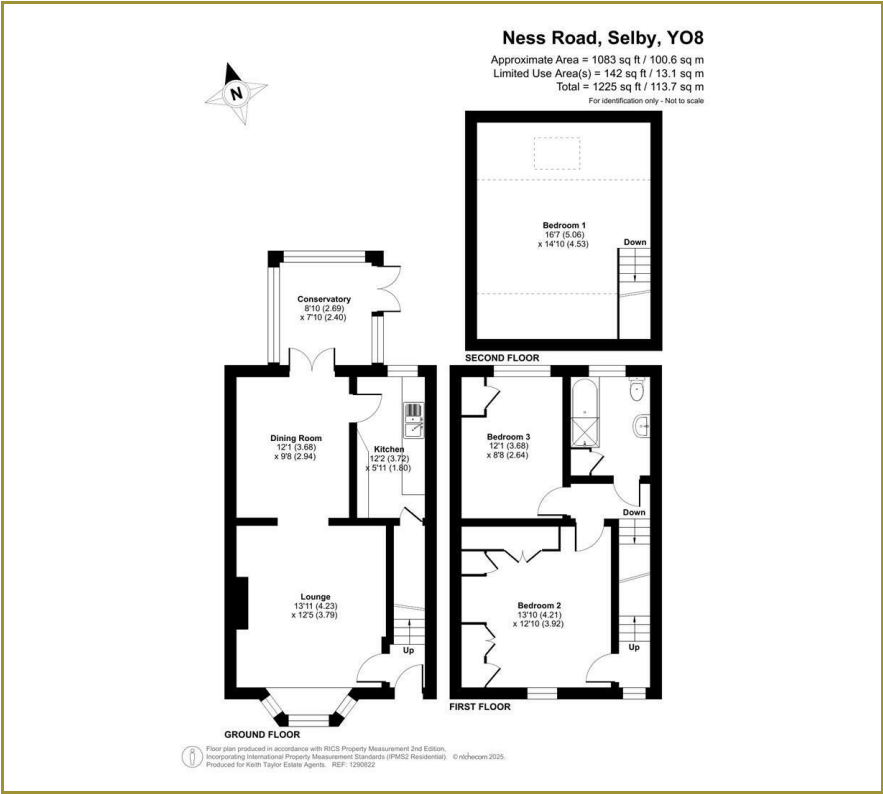 Ness Road, Selby, YO8
Approximate Area = 1083 sq ft / 100.6 sq m
Limited Use Area(s) = 142 sq ft / 13.1 sq m
Total = 1225 sq ft / 113.7 sq m
For identification only - Not to scale
N
Bedroom 1
16'7 (5.06)
x 14'10 (4.53)
Down
SECOND FLOOR
Conservatory
8'10 (2.69)
x 7'10 (2.40)
Dining Room
12'1 (3.68)
x 9'8 (2.94)
Kitchen
12'2 (3.72)
x 5'11 (1.80)
Lounge
13'11 (4.23)
x 12'5 (3.79)
Up
GROUND FLOOR
Bedroom 3
12'1 (3.68)
x 8'8 (2.64)
Down
Bedroom 2
13'10 (4.21)
x 12'10 (3.92)
Up
FIRST FLOOR
Floor plan produced in accordance with RICS Property Measurement 2nd Edition,
Incorporating International Property Measurement Standards (IPMS2 Residential). © nichecom 2025.
Produced for Keith Taylor Estate Agents. REF: 1290822